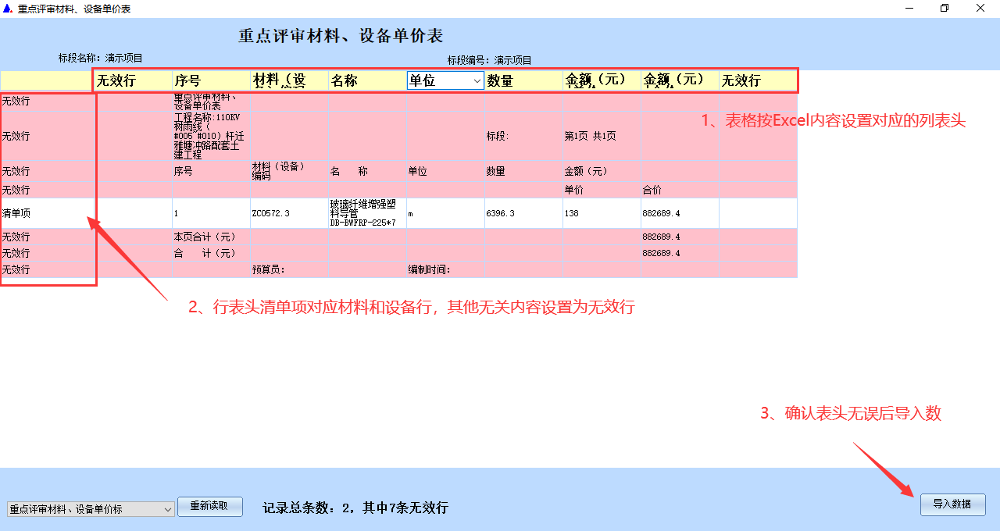 重点评审材料、设备单价表
重点评审材料、设备单价表
标段名称：演示项目 标段编号：演示项目
无效行 序号 材料（设 名称 单位 数量 金额（元） 金额（元） 无效行
无效行 重点评审材料、
设备单价表
1、表格按Excel内容设置对应的列表头
无效行 工程名称:110KV
树雨线（
#005 #010）杆迁
雅塘冲路配套土
建工程 标段: 第1页 共1页
无效行 序号 材料（设备）
编码 名 称 单位 数量 金额（元）
无效行 单价 合价
清单项 1 ZC0572.3 玻璃纤维增强塑
料导管
DB-BWFRP-225*7 m 6396.3 138 882689.4
无效行 本页合计（元） 882689.4
无效行 合 计（元） 882689.4
无效行 预算员: 编制时间:
2、行表头清单项对应材料和设备行，其他无关内容设置为无效行
3、确认表头无误后导入数
重点评审材料、设备单价标 重新读取 记录总条数：2，其中7条无效行 导入数据